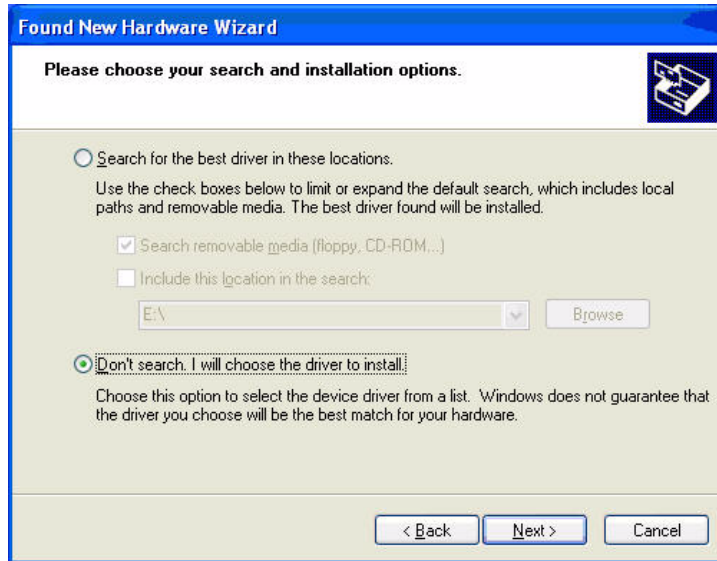 Found New Hardware Wizard
Please choose your search and installation options.
Search for the best driver in these locations.
Use the check boxes below to limit or expand the default search, which includes local
paths and removable media. The best driver found will be installed.
Search removable media (floppy, CD-ROM...)
Include this location in the search:
E:\
Browse
Don't search. I will choose the driver to install.
Choose this option to select the device driver from a list. Windows does not guarantee that
the driver you choose will be the best match for your hardware.
< Back Next > Cancel